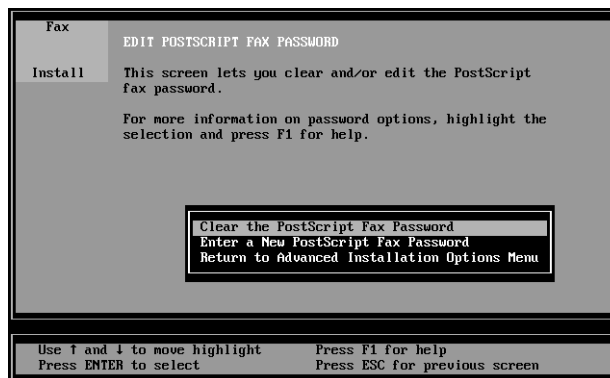 Fax
Install
EDIT POSTSCRIPT FAX PASSWORD
This screen lets you clear and/or edit the PostScript
fax password.
For more information on password options, highlight the
selection and press F1 for help.
Clear the PostScript Fax Password
Enter a New PostScript Fax Password
Return to Advanced Installation Options Menu
Use ↑ and ↓ to move highlight
Press ENTER to select
Press F1 for help
Press ESC for previous screen